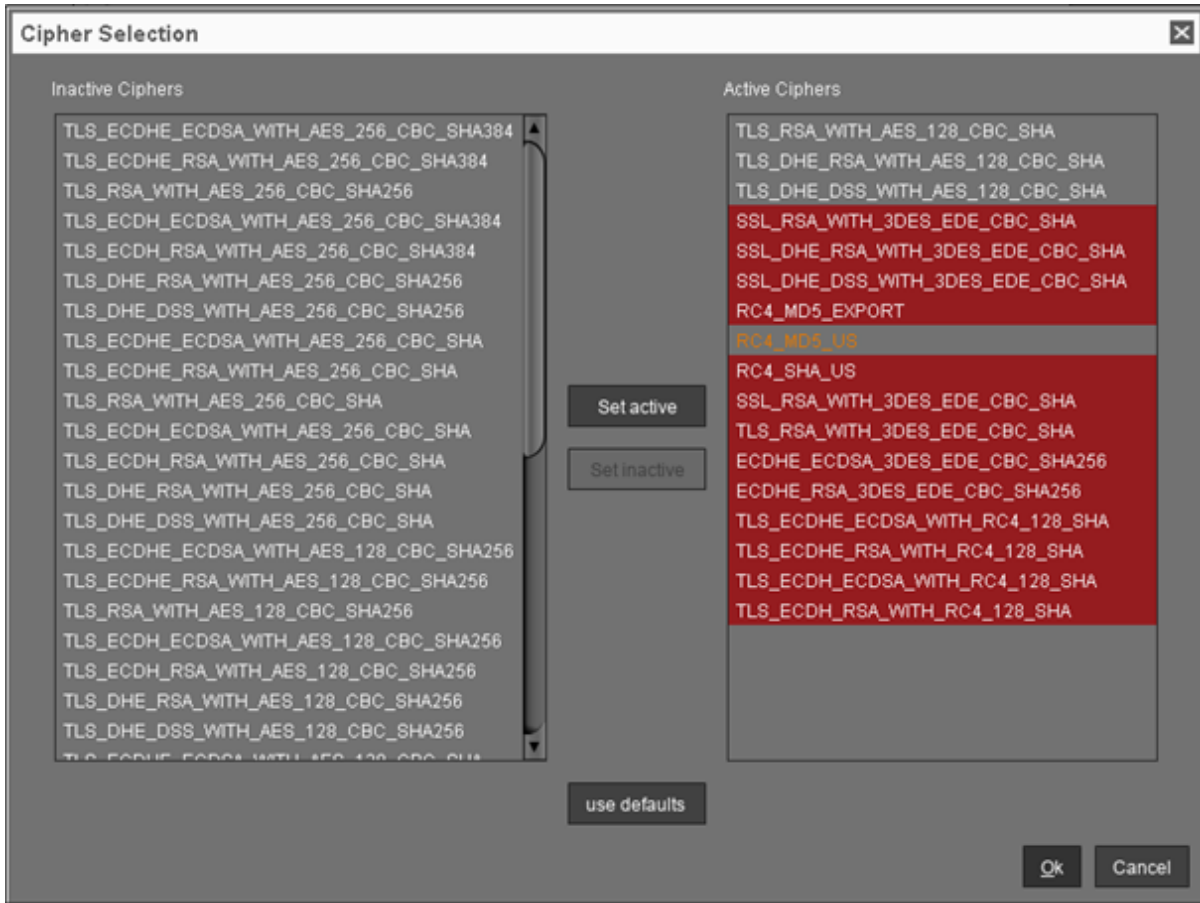 Cipher Selection
Inactive Ciphers
TLS_ECDHE_ECDSA_WITH_AES_256_CBC_SHA384
TLS_ECDHE_RSA_WITH_AES_256_CBC_SHA384
TLS_RSA_WITH_AES_256_CBC_SHA256
TLS_ECDH_ECDSA_WITH_AES_256_CBC_SHA384
TLS_ECDH_RSA_WITH_AES_256_CBC_SHA384
TLS_DHE_RSA_WITH_AES_256_CBC_SHA256
TLS_DHE_DSS_WITH_AES_256_CBC_SHA256
TLS_ECDHE_ECDSA_WITH_AES_256_CBC_SHA
TLS_ECDHE_RSA_WITH_AES_256_CBC_SHA
TLS_RSA_WITH_AES_256_CBC_SHA
TLS_ECDH_ECDSA_WITH_AES_256_CBC_SHA
TLS_ECDH_RSA_WITH_AES_256_CBC_SHA
TLS_DHE_RSA_WITH_AES_256_CBC_SHA
TLS_DHE_DSS_WITH_AES_256_CBC_SHA
TLS_ECDHE_ECDSA_WITH_AES_128_CBC_SHA256
TLS_ECDHE_RSA_WITH_AES_128_CBC_SHA256
TLS_RSA_WITH_AES_128_CBC_SHA256
TLS_ECDH_ECDSA_WITH_AES_128_CBC_SHA256
TLS_ECDH_RSA_WITH_AES_128_CBC_SHA256
TLS_DHE_RSA_WITH_AES_128_CBC_SHA256
TLS_DHE_DSS_WITH_AES_128_CBC_SHA256
TLS_ECDHE_ECDSA_WITH_AES_128_CBC_SHA
Set active
Set inactive
use defaults
Active Ciphers
TLS_RSA_WITH_AES_128_CBC_SHA
TLS_DHE_RSA_WITH_AES_128_CBC_SHA
TLS_DHE_DSS_WITH_AES_128_CBC_SHA
SSL_RSA_WITH_3DES_EDE_CBC_SHA
SSL_DHE_RSA_WITH_3DES_EDE_CBC_SHA
SSL_DHE_DSS_WITH_3DES_EDE_CBC_SHA
RC4_MD5_EXPORT
RC4_MD5_US
RC4_SHA_US
SSL_RSA_WITH_3DES_EDE_CBC_SHA
TLS_RSA_WITH_3DES_EDE_CBC_SHA
ECDHE_ECDSA_3DES_EDE_CBC_SHA256
ECDHE_RSA_3DES_EDE_CBC_SHA256
TLS_ECDHE_ECDSA_WITH_RC4_128_SHA
TLS_ECDHE_RSA_WITH_RC4_128_SHA
TLS_ECDH_ECDSA_WITH_RC4_128_SHA
TLS_ECDH_RSA_WITH_RC4_128_SHA
Ok
Cancel